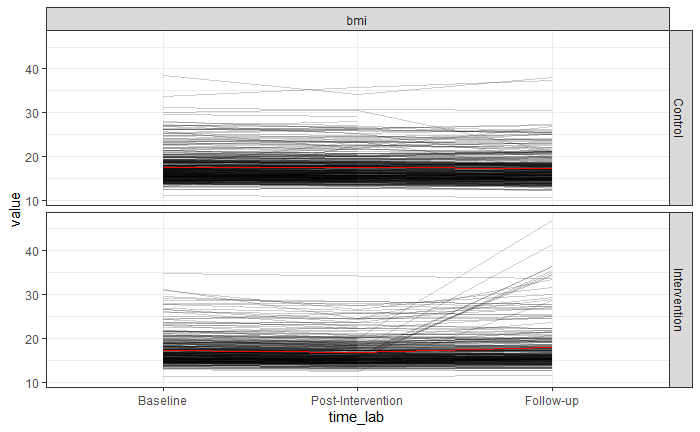 bmi
40
30
20
10
Control
value
40
30
20
10
Intervention
Baseline Post-Intervention Follow-up
time_lab